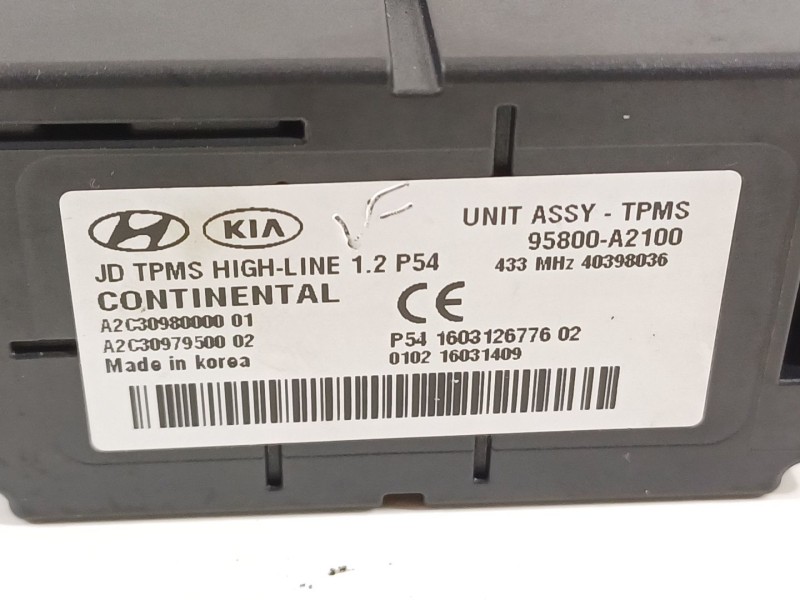 KIA
UNIT ASSY - TPMS
95800-A2100
JD TPMS HIGH-LINE 1.2 P54
433 MHz 40398036
CONTINENTAL
CE
A2C30980000 01
A2C30979500 02
P54 1603126776 02
Made in korea
0102 16031409